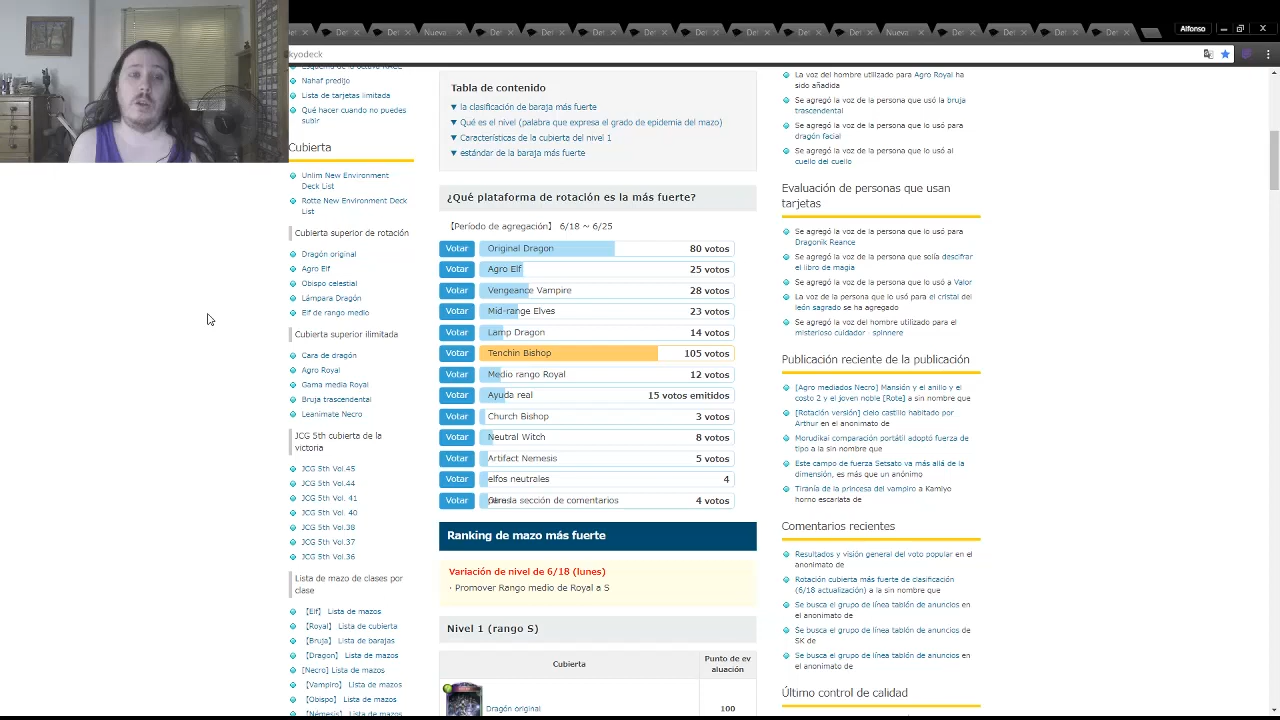 Alfonso
Nueva
Nueva
kyodeck
Nahaf predijo
Lista de tarjetas limitada
Qué hacer cuando no puedes
subir
Cubierta
Unlim New Environment
Deck List
Rotte New Environment Deck
List
Cubierta superior de rotación
Dragón original
Agro Elf
Obispo celestial
Lámpara Dragón
Elf de rango medio
Cubierta superior ilimitada
Cara de dragón
Agro Royal
Gama media Royal
Bruja trascendental
Leanimate Necro
JCG 5th cubierta de la
victoria
JCG 5th Vol.45
JCG 5th Vol.44
JCG 5th Vol. 41
JCG 5th Vol. 40
JCG 5th Vol.38
JCG 5th Vol.37
JCG 5th Vol.36
Lista de mazo de clases por
clase
【Elf】 Lista de mazos
【Royal】 Lista de cubierta
【Bruja】 Lista de barajas
【Dragon】 Lista de mazos
[Necro] Lista de mazos
【Vampiro】 Lista de mazos
【Obispo】 Lista de mazos
【Némesis】 Lista de mazos
Tabla de contenido
▼ la clasificación de baraja más fuerte
▼ Qué es el nivel (palabra que expresa el grado de epidemia del mazo)
▼ Características de la cubierta del nivel 1
▼ estándar de la baraja más fuerte
¿Qué plataforma de rotación es la más fuerte?
【Período de agregación】 6/18 ~ 6/25
Votar Original Dragon 80 votos
Votar Agro Elf 25 votos
Votar Vengeance Vampire 28 votos
Votar Mid-range Elves 23 votos
Votar Lamp Dragon 14 votos
Votar Tenchin Bishop 105 votos
Votar Medio rango Royal 12 votos
Votar Ayuda real 15 votos emitidos
Votar Church Bishop 3 votos
Votar Neutral Witch 8 votos
Votar Artifact Nemesis 5 votos
Votar elfos neutrales 4
Votar la sección de comentarios 4 votos
Ranking de mazo más fuerte
Variación de nivel de 6/18 (lunes)
· Promover Rango medio de Royal a S
Nivel 1 (rango S)
Cubierta
Punto de ev
aluación
Dragón original 100
La voz del hombre utilizado para Agro Royal ha
sido añadida
Se agregó la voz de la persona que usó la bruja
trascendental
Se agregó la voz de la persona que lo usó para
dragón facial
Se agregó la voz de la persona que lo usó al
cuello del cuello
Evaluación de personas que usan
tarjetas
Se agregó la voz de la persona que lo usó para
Dragonik Reance
Se agregó la voz de la persona que solía descifrar
el libro de magia
Se agregó la voz de la persona que lo usó a Valor
La voz de la persona que lo usó para el cristal del
león sagrado se ha agregado
Se agregó la voz del hombre utilizado para el
misterioso cuidador · spinnere
Publicación reciente de la publicación
[Agro mediados Necro] Mansión y el anillo y el
costo 2 y el joven noble [Rote] a sin nombre que
[Rotación versión] cielo castillo habitado por
Arthur en el anonimato de
Morudikai comparación portátil adoptó fuerza de
tipo a la sin nombre que
Este campo de fuerza Setsato va más allá de la
dimensión, es más que un anónimo
Tiranía de la princesa del vampiro a Kamiyo
horno escarlata de
Comentarios recientes
Resultados y visión general del voto popular en el
anonimato de
Rotación cubierta más fuerte de clasificación
(6/18 actualización) a la sin nombre que
Se busca el grupo de línea tablón de anuncios en
el anonimato de
Se busca el grupo de línea tablón de anuncios de
SK de
Se busca el grupo de línea tablón de anuncios en
el anonimato de
Último control de calidad